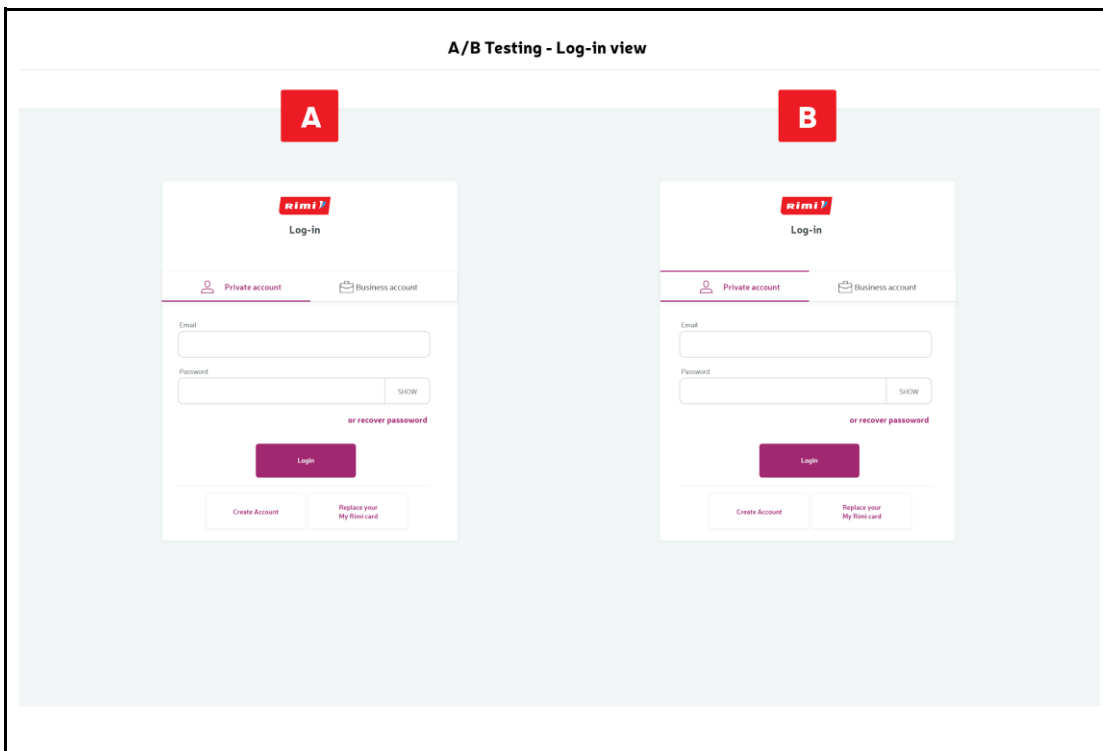 A/B Testing - Log-in view
A
B
Rimi
Log-in
Private account
Business account
Email
Password
SHOW
or recover passoword
Login
Create Account
Replace your
My Rimi card
Rimi
Log-in
Private account
Business account
Email
Password
SHOW
or recover passoword
Login
Create Account
Replace your
My Rimi card